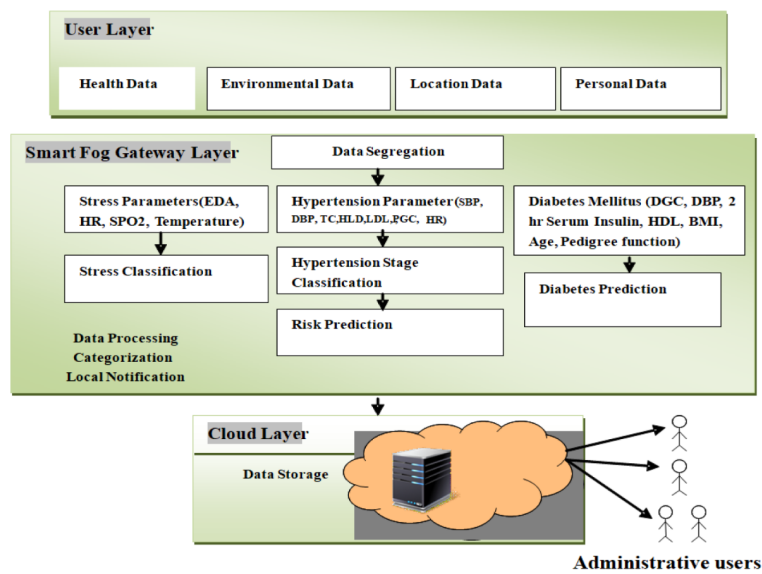 User Layer
Health Data
Environmental Data
Location Data
Personal Data
Smart Fog Gateway Layer
Data Segregation
Stress Parameters(EDA,
HR, SPO2, Temperature)
Hypertension Parameter(SBP,
DBP, TC,HLD,LDL,PGC, HR)
Diabetes Mellitus (DGC, DBP, 2
hr Serum Insulin, HDL, BMI,
Age, Pedigree function)
Stress Classification
Hypertension Stage
Classification
Diabetes Prediction
Risk Prediction
Data Processing
Categorization
Local Notification
Cloud Layer
Data Storage
Administrative users